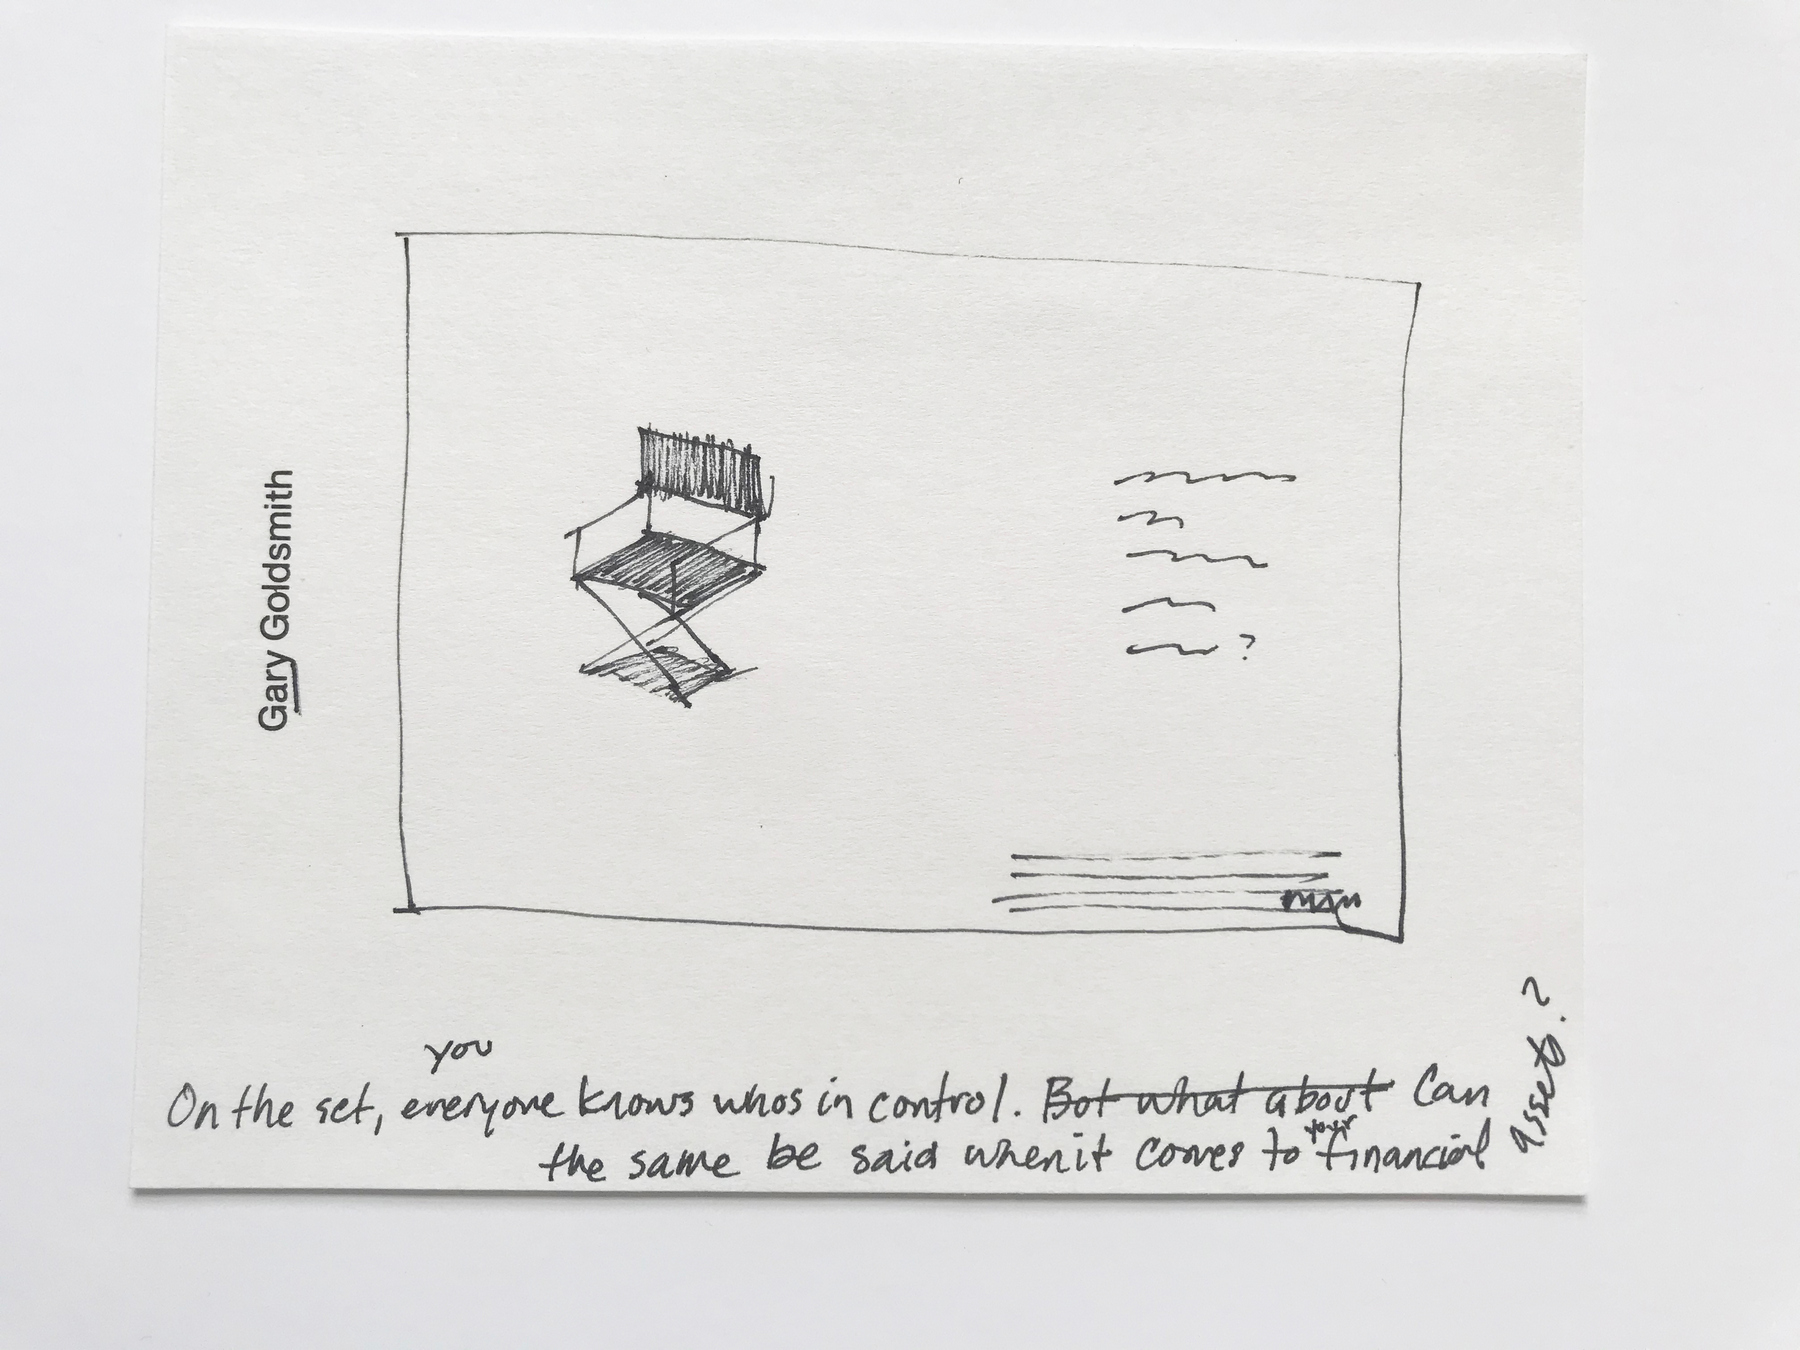 Gary Goldsmith
?
you
On the set, everyone knows whos in control. But what about Can
your
the same be said when it comes to financial
assets?